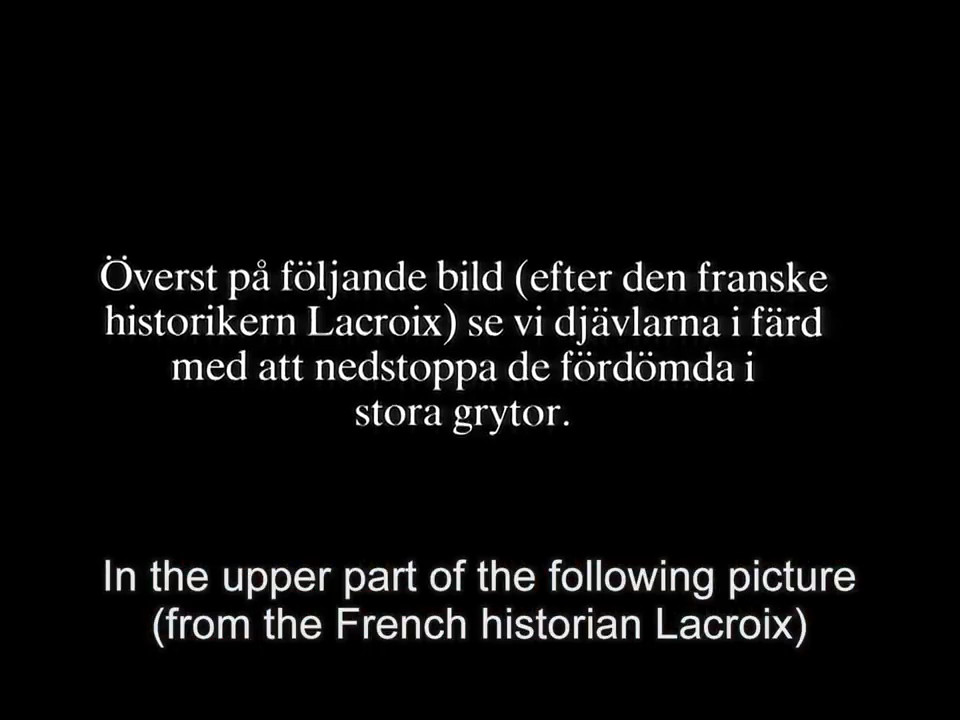 Överst på följande bild (efter den franske
historikern Lacroix) se vi djävlarna i färd
med att nedstoppa de fördömda i
stora grytor.
In the upper part of the following picture
(from the French historian Lacroix)